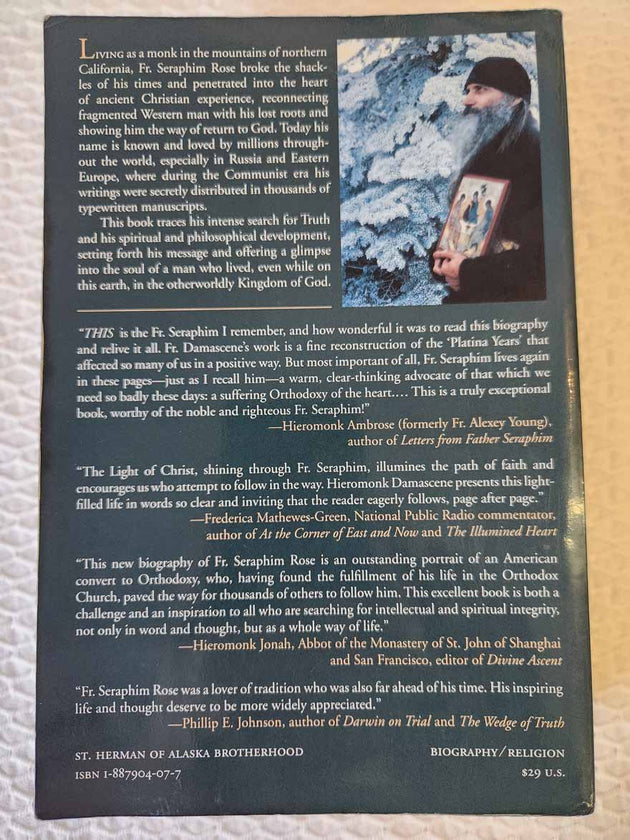 LIVING as a monk in the mountains of northern
California, Fr. Seraphim Rose broke the shack-
les of his times and penetrated into the heart
of ancient Christian experience, reconnecting
fragmented Western man with his lost roots and
showing him the way of return to God. Today his
name is known and loved by millions through-
out the world, especially in Russia and Eastern
Europe, where during the Communist era his
writings were secretly distributed in thousands of
typewritten manuscripts.
This book traces his intense search for Truth
and his spiritual and philosophical development,
setting forth his message and offering a glimpse
into the soul of a man who lived, even while on
this earth, in the otherworldly Kingdom of God.
“THIS is the Fr. Seraphim I remember, and how wonderful it was to read this biography
and relive it all. Fr. Damascene’s work is a fine reconstruction of the ‘Platina Years’ that
affected so many of us in a positive way. But most important of all, Fr. Seraphim lives again
in these pages—just as I recall him—a warm, clear-thinking advocate of that which we
need so badly these days: a suffering Orthodoxy of the heart.… This is a truly exceptional
book, worthy of the noble and righteous Fr. Seraphim!”
—Hieromonk Ambrose (formerly Fr. Alexey Young),
author of Letters from Father Seraphim
“The Light of Christ, shining through Fr. Seraphim, illumines the path of faith and
encourages us who attempt to follow in the way. Hieromonk Damascene presents this light-
filled life in words so clear and inviting that the reader eagerly follows, page after page.”
—Frederica Mathewes-Green, National Public Radio commentator,
author of At the Corner of East and Now and The Illumined Heart
“This new biography of Fr. Seraphim Rose is an outstanding portrait of an American
convert to Orthodoxy, who, having found the fulfillment of his life in the Orthodox
Church, paved the way for thousands of others to follow him. This excellent book is both a
challenge and an inspiration to all who are searching for intellectual and spiritual integrity,
not only in word and thought, but as a whole way of life.”
—Hieromonk Jonah, Abbot of the Monastery of St. John of Shanghai
and San Francisco, editor of Divine Ascent
“Fr. Seraphim Rose was a lover of tradition who was also far ahead of his time. His inspiring
life and thought deserve to be more widely appreciated.”
—Phillip E. Johnson, author of Darwin on Trial and The Wedge of Truth
ST. HERMAN OF ALASKA BROTHERHOOD
BIOGRAPHY/RELIGION
ISBN 1-887904-07-7
$29 U.S.